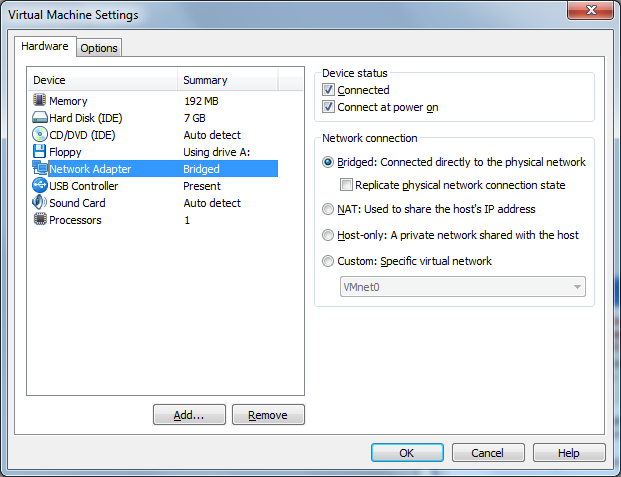 Virtual Machine Settings
Hardware
Options
Device Summary
Memory 192 MB
Hard Disk (IDE) 7 GB
CD/DVD (IDE) Auto detect
Floppy Using drive A:
Network Adapter Bridged
USB Controller Present
Sound Card Auto detect
Processors 1
Add...
Remove
Device status
Connected
Connect at power on
Network connection
Bridged: Connected directly to the physical network
Replicate physical network connection state
NAT: Used to share the host's IP address
Host-only: A private network shared with the host
Custom: Specific virtual network
VMnet0
OK
Cancel
Help